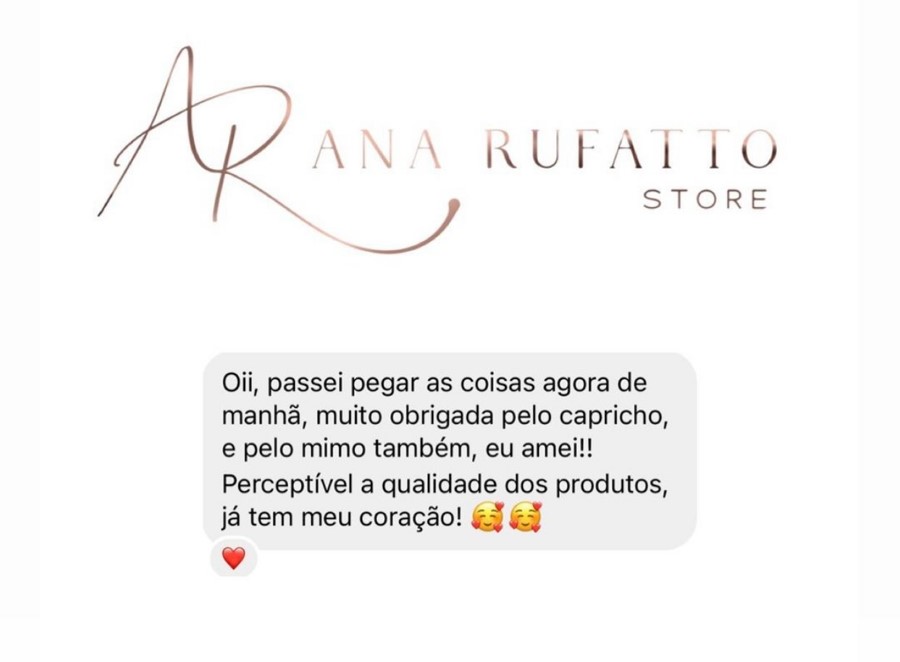 AR ANA RUFATTO
STORE
Oii, passei pegar as coisas agora de
manhã, muito obrigada pelo capricho,
e pelo mimo também, eu amei!!
Perceptível a qualidade dos produtos,
já tem meu coração! 🥰🥰
❤️